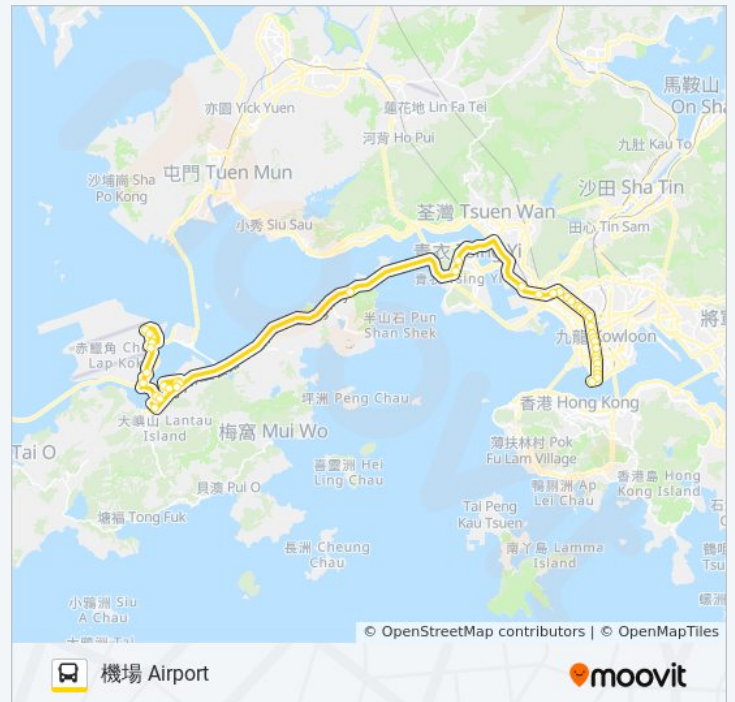 馬鞍山
On Sha
亦園 Yick Yuen
蓮花地 Lin Fa Tei
河背 Ho Pui
九肚 Kau To
沙埔崗 Sha
Po Kong
屯門 Tuen Mun
沙田 Sha Tin
小秀 Siu Sau
荃灣 Tsuen Wan
田心 Tin Sam
半山石 Pun
Shan Shek
九龍
owloon
赤鱲角 Ch
Lap Kok
坪洲 Peng Chau
香港 Hong Kong
大嶼山 Lantau
Island
梅窩 Mui Wo
薄扶林村 Pok
Fu Lam Village
Tai O
喜靈洲 Hei
Ling Chau
鴨脷洲 Ap
Lei Chau
香港島 Hong
Kong Island
貝澳 Pui O
塘福 Tong Fuk
Tai Peng
Kau Tsuen
長洲 Cheung
Chau
南丫島 Lamma
Island
小鴉洲 Siu
A Chau
© OpenStreetMap contributors | © OpenMapTiles
機場 Airport
moovit